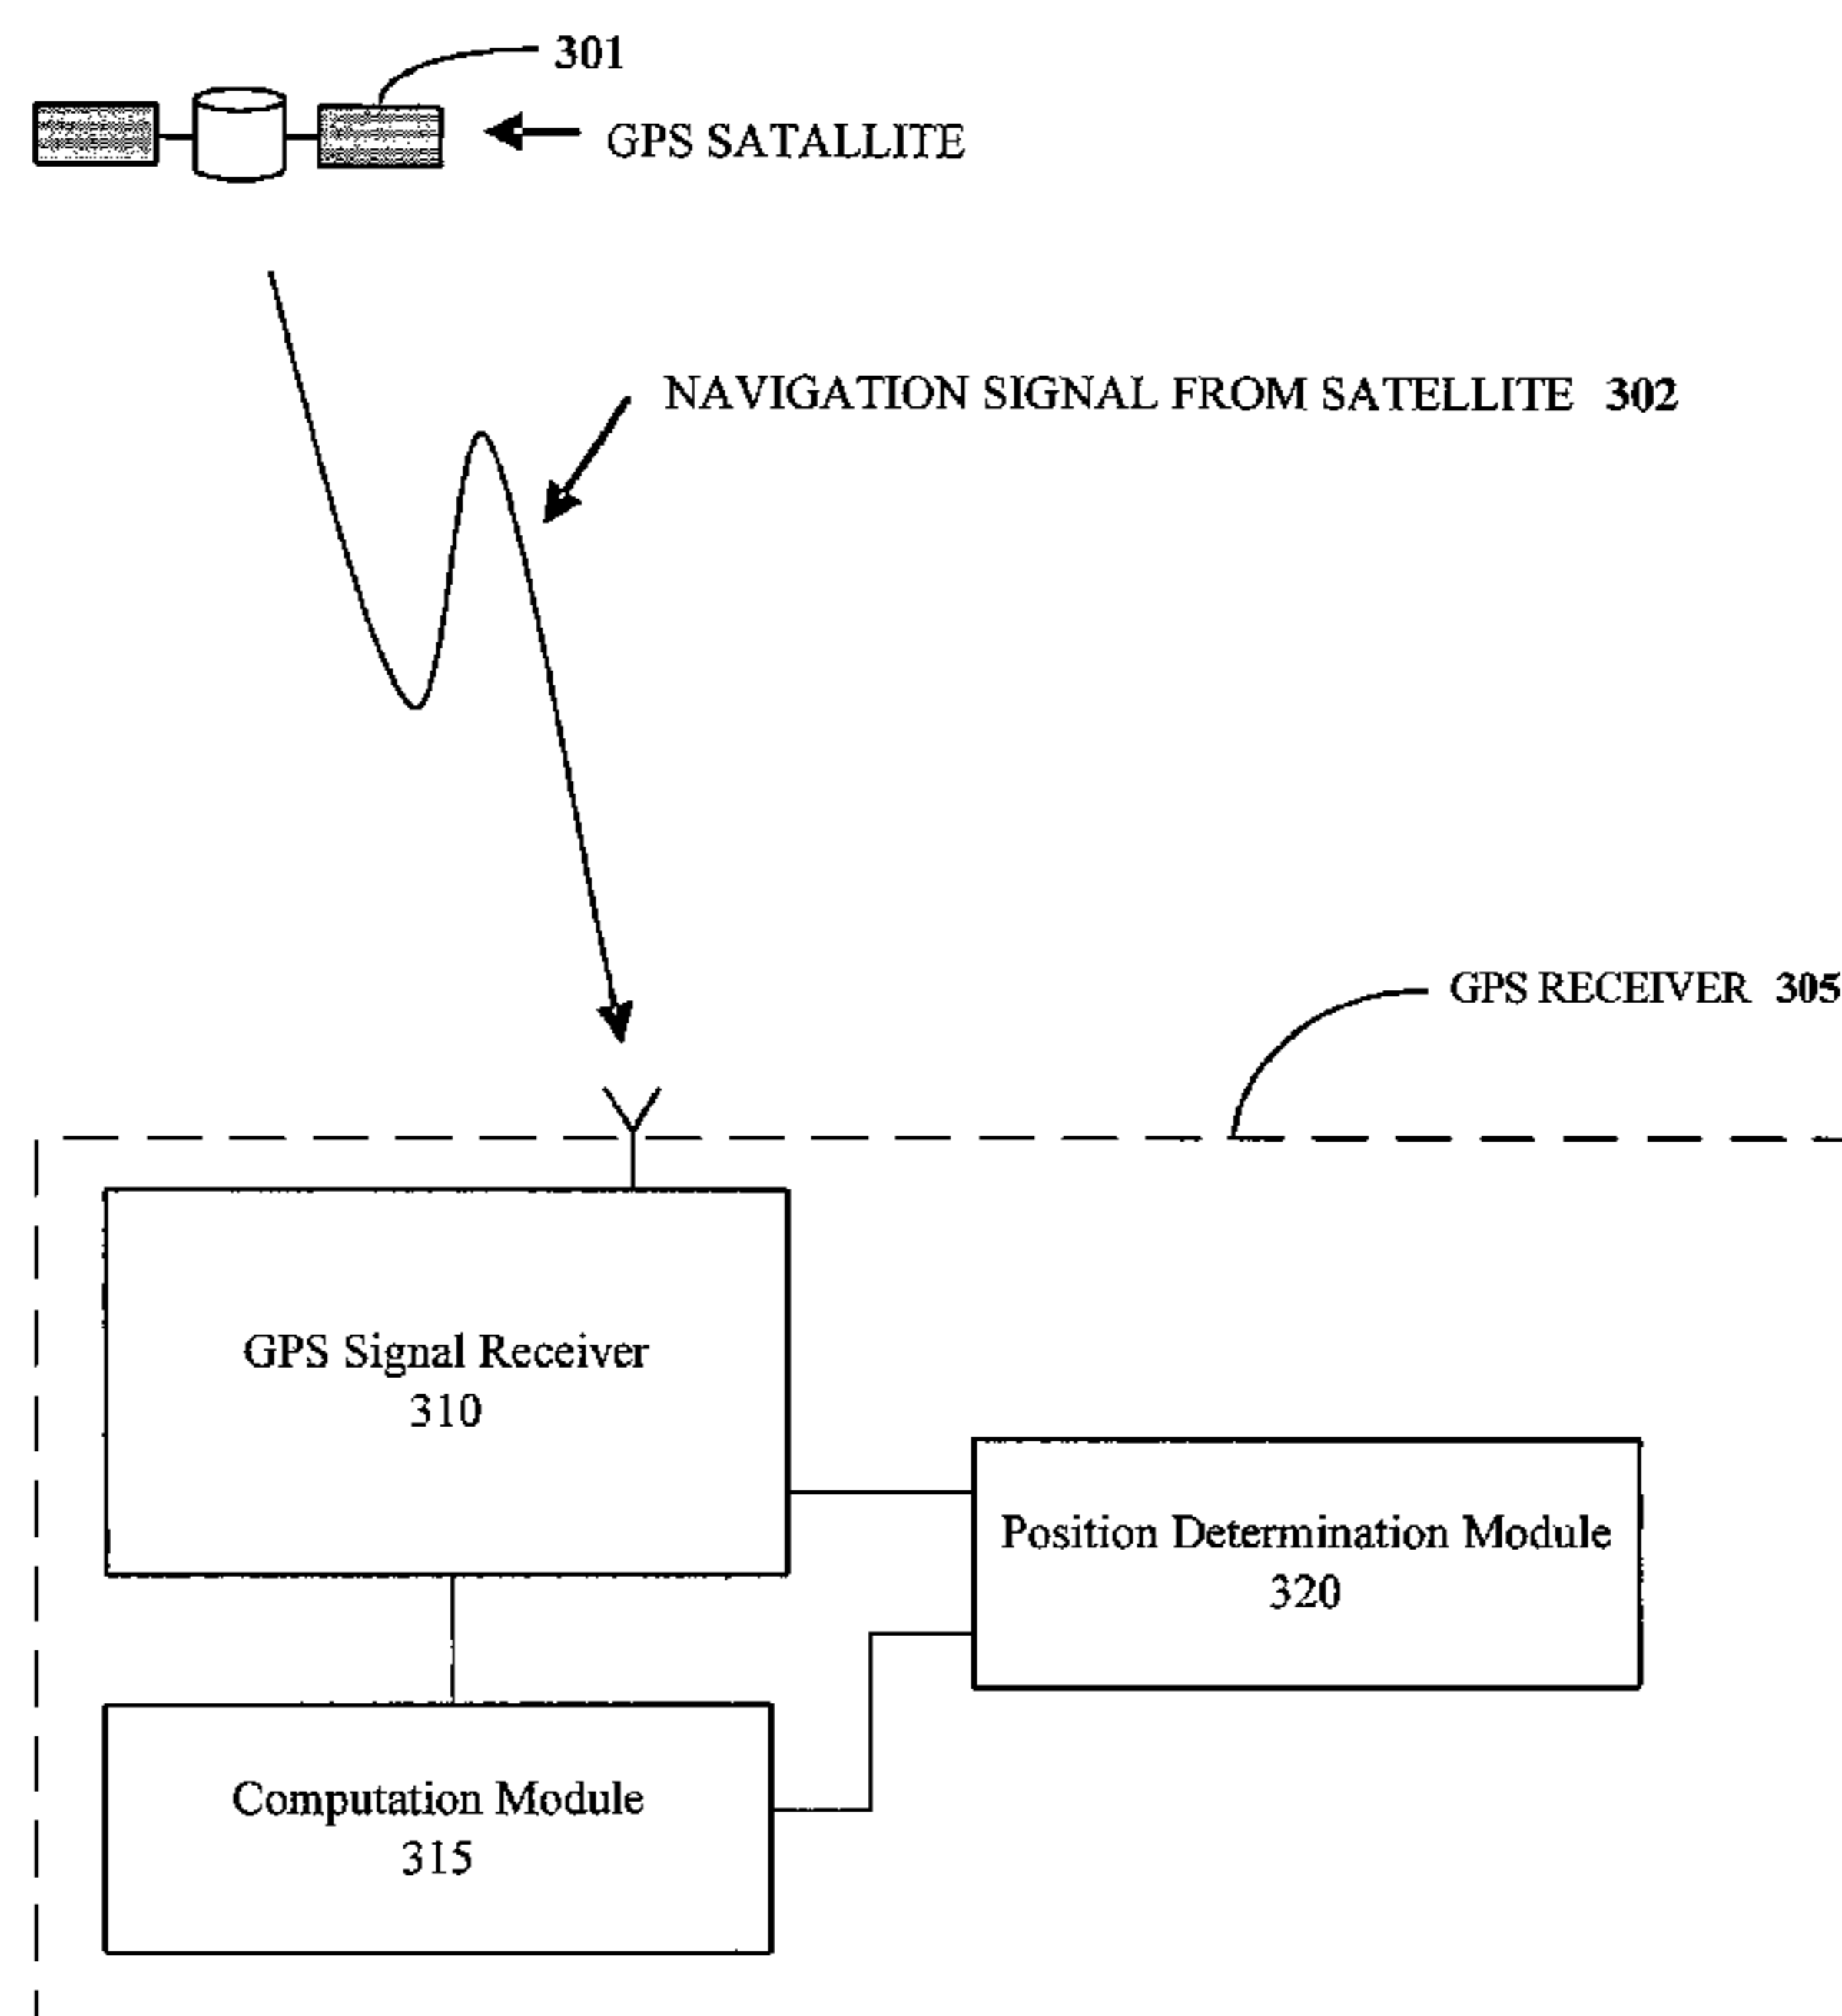 301
GPS SATALLITE
NAVIGATION SIGNAL FROM SATELLITE 302
GPS RECEIVER 305
GPS Signal Receiver
310
Position Determination Module
320
Computation Module
315